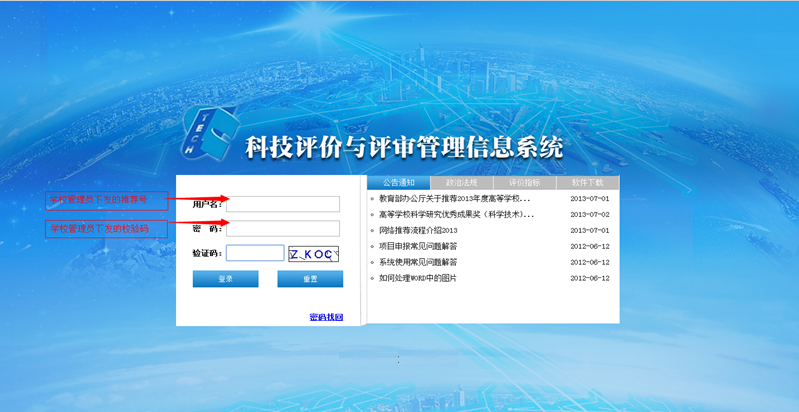 TECH
科技评价与评审管理信息系统
学校管理员下发的推荐号
用户名：
学校管理员下发的校验码
密 码：
验证码：
ZKOC
登录
重置
密码找回
公告通知 政治法规 评价指标 软件下载
教育部办公厅关于推荐2013年度高等学校... 2013-07-01
高等学校科学研究优秀成果奖（科学技术)... 2013-07-02
网络推荐流程介绍2013 2013-07-01
项目申报常见问题解答 2012-06-12
系统使用常见问题解答 2012-06-12
如何处理WORD中的图片 2012-06-12